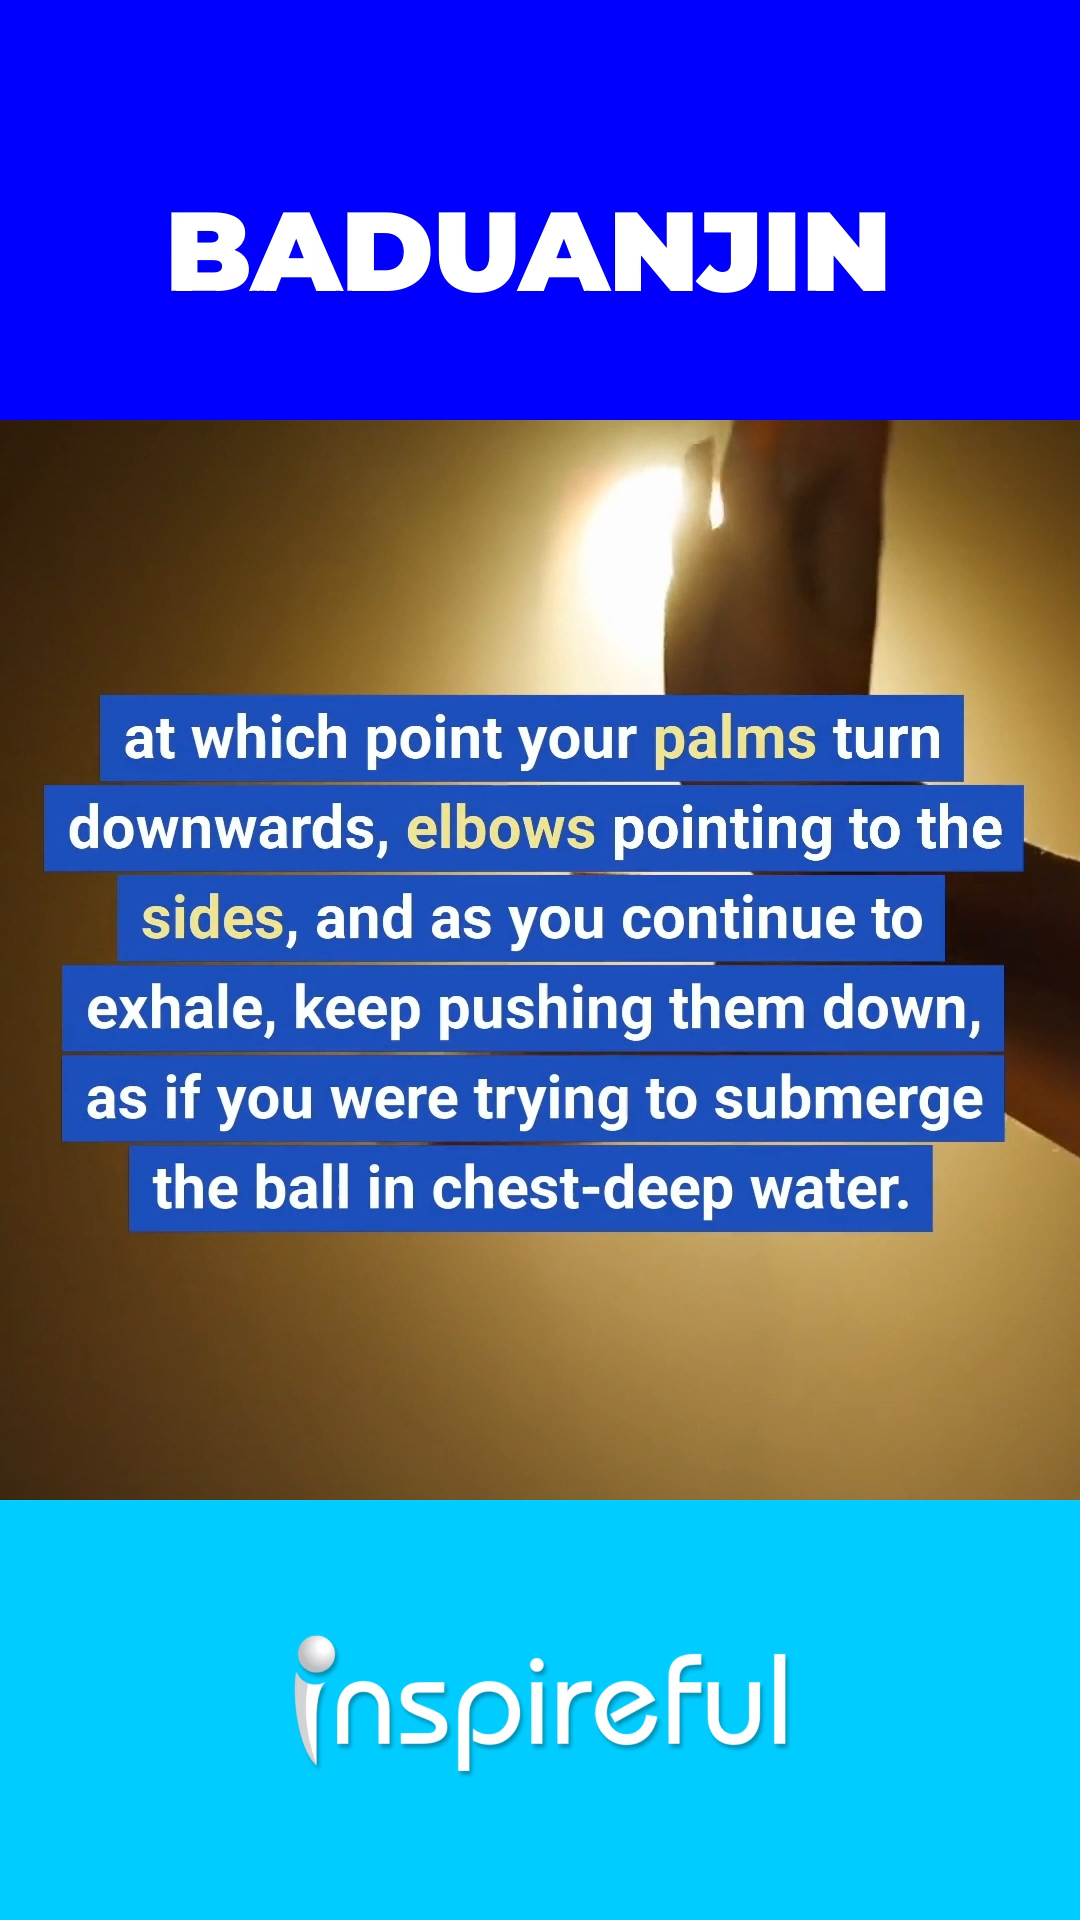 BADUANJIN
at which point your palms turn
downwards, elbows pointing to the
sides, and as you continue to
exhale, keep pushing them down,
as if you were trying to submerge
the ball in chest-deep water.
inspireful